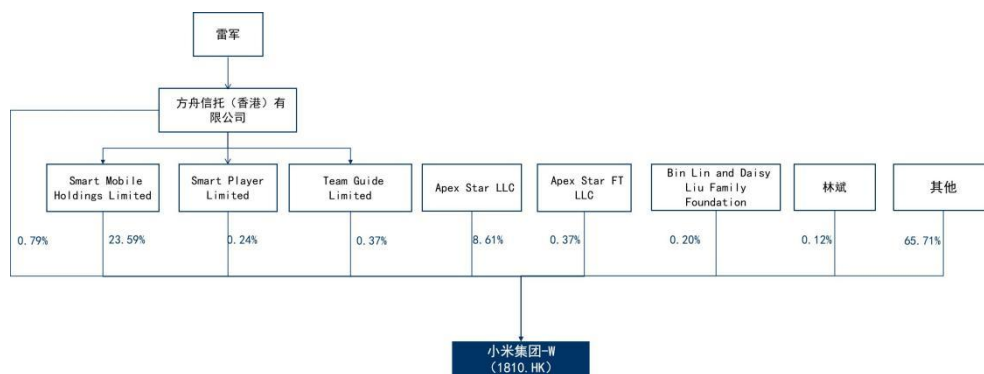 雷军
方舟信托（香港）有
限公司
Smart Mobile
Holdings Limited
Smart Player
Limited
Team Guide
Limited
Apex Star LLC
Apex Star FT
LLC
Bin Lin and Daisy
Liu Family
Foundation
林斌
其他
0.79%
23.59%
0.24%
0.37%
8.61%
0.37%
0.20%
0.12%
65.71%
小米集团-W
（1810.HK）